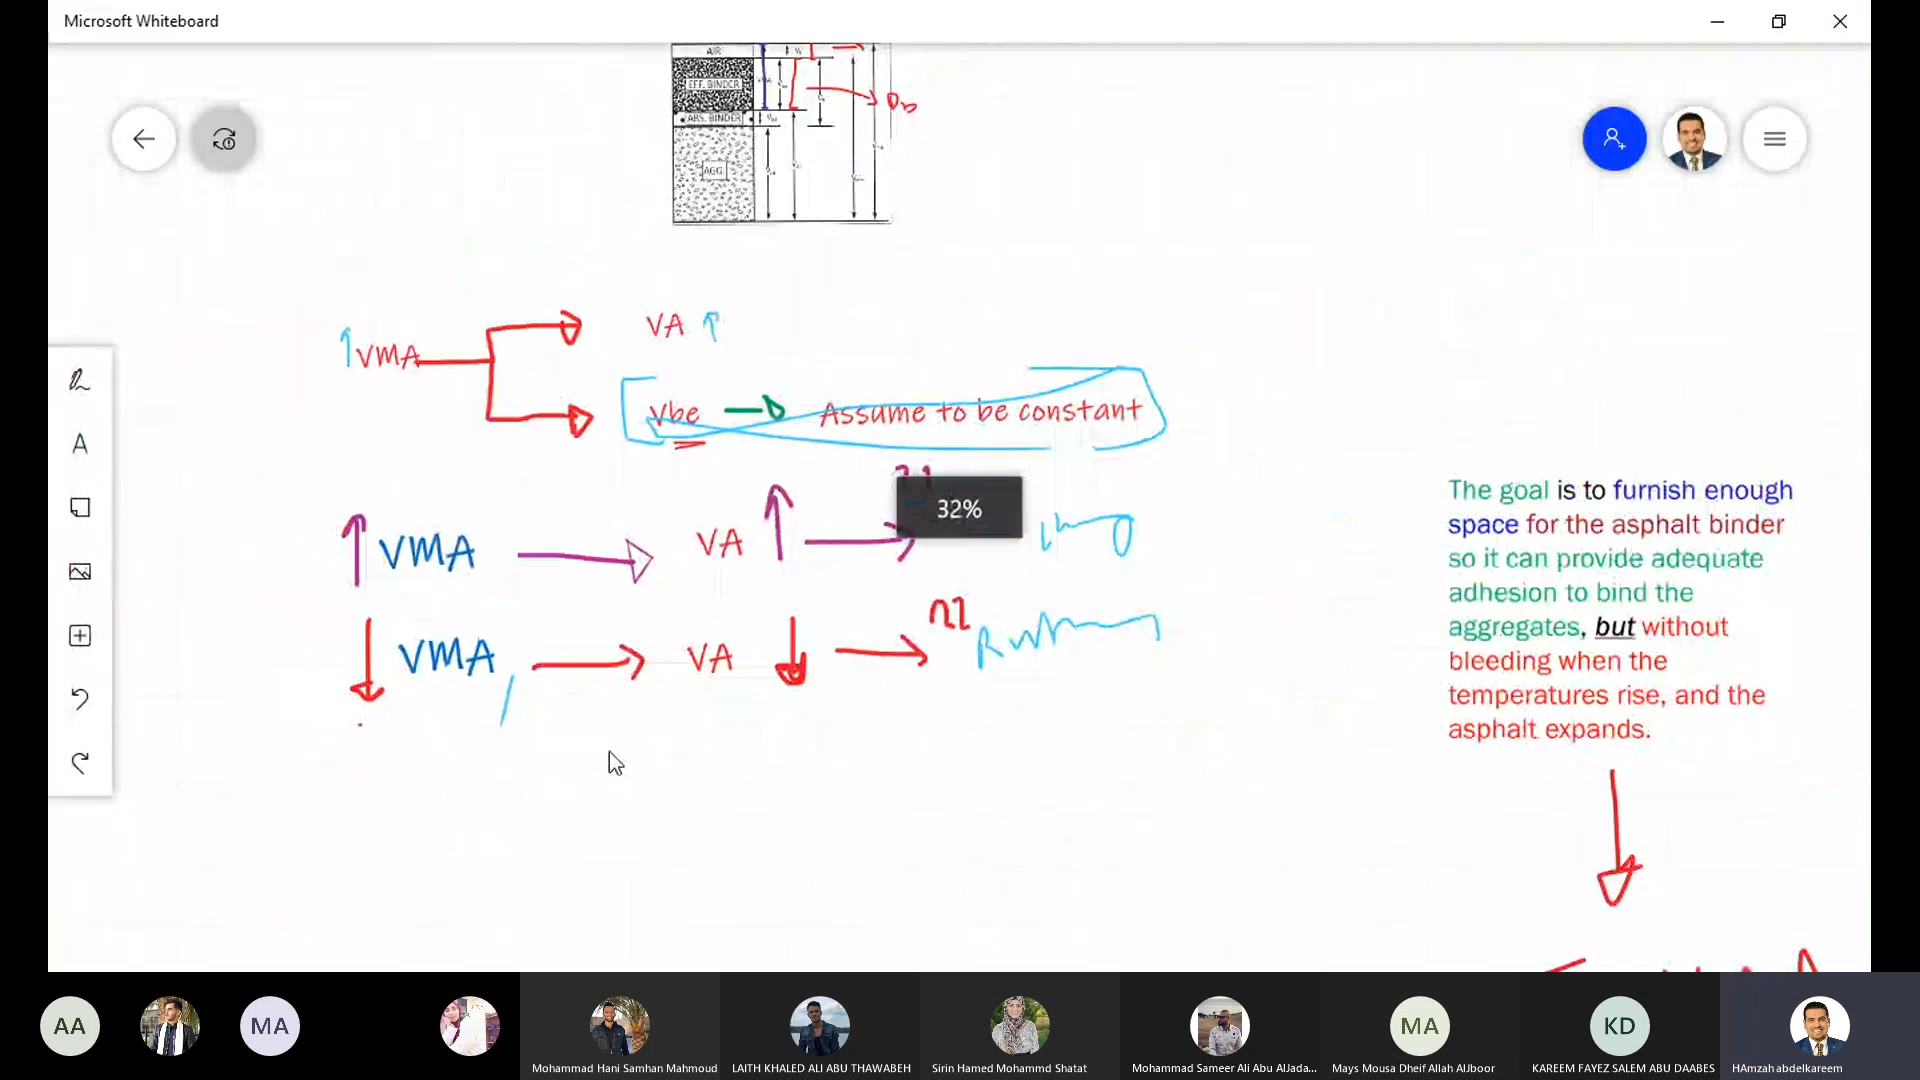 Microsoft Whiteboard
AIR
EFF. BINDER
ABS. BINDER
AGG.
VMA
VA
Vbe
Assume to be constant
VMA
VA
32%
VMA
VA
The goal is to furnish enough
space for the asphalt binder
so it can provide adequate
adhesion to bind the
aggregates, but without
bleeding when the
temperatures rise, and the
asphalt expands.
A
AA
MA
MA
KD
Mohammad Hani Samhan Mahmoud
LAITH KHALED ALI ABU THAWABEH
Sirin Hamed Mohammd Shatat
Mohammad Sameer Ali Abu AlJada...
Mays Mousa Dheif Allah AlJboor
KAREEM FAYEZ SALEM ABU DAABES
HAmzah abdelkareem